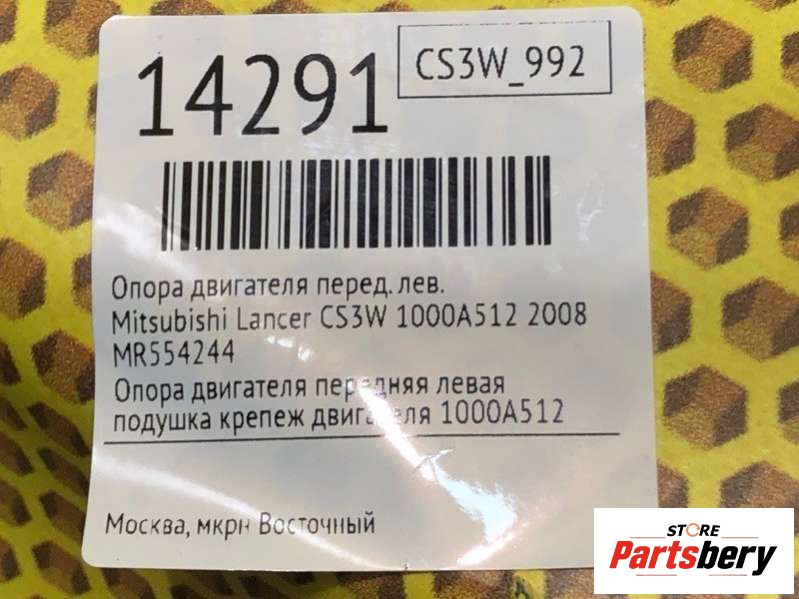 14291
CS3W_992
Опора двигателя перед. лев.
Mitsubishi Lancer CS3W 1000A512 2008
MR554244
Опора двигателя передняя левая
подушка крепеж двигателя 1000A512
Москва, мкрн Восточный
STORE
Partsbery